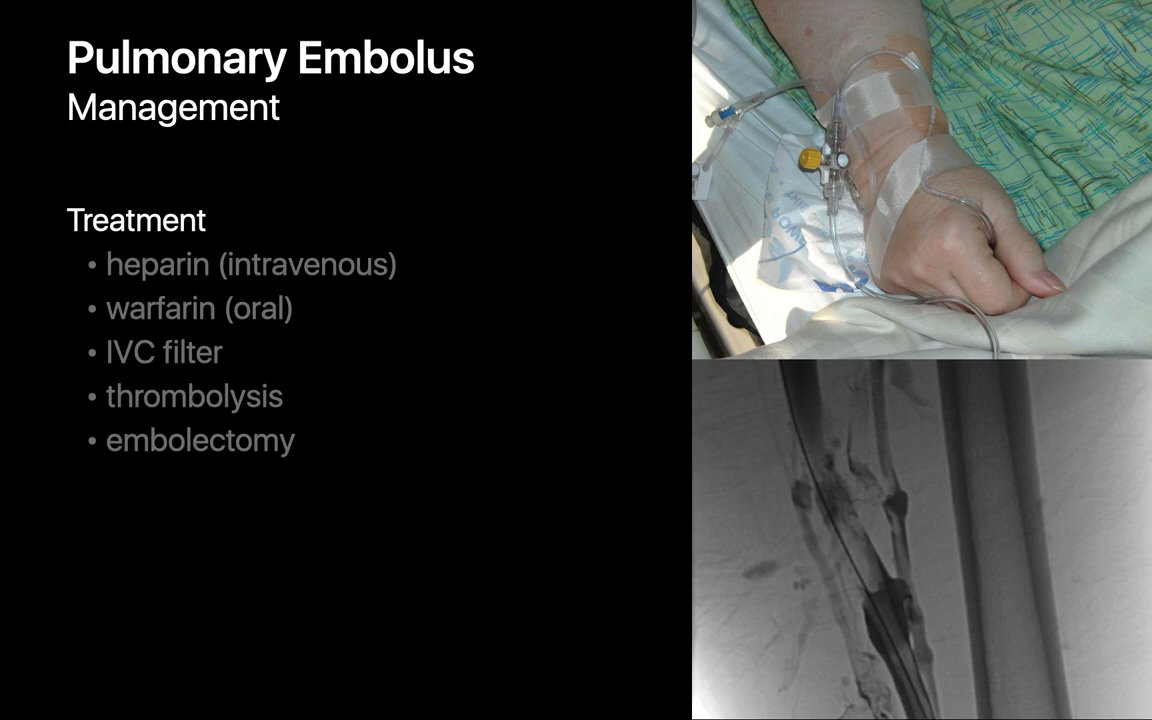 Pulmonary Embolus
Management
Treatment
• heparin (intravenous)
• warfarin (oral)
• IVC filter
• thrombolysis
• embolectomy